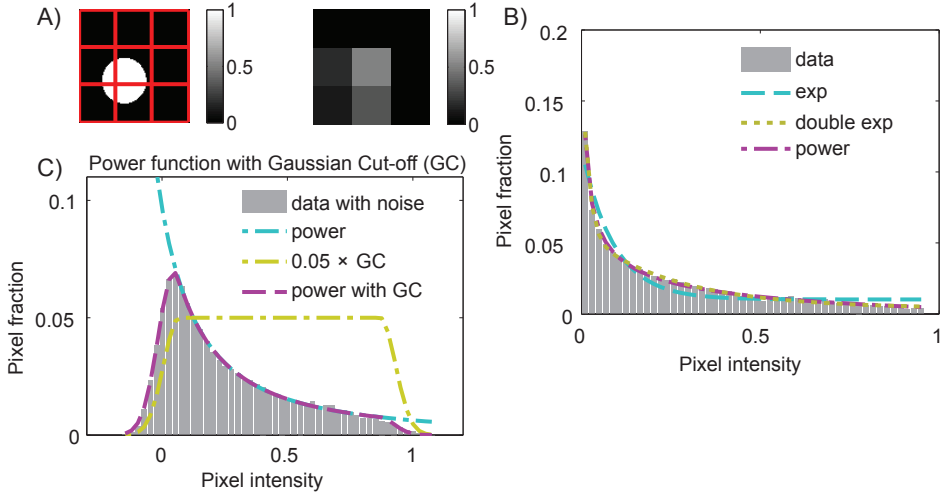 A)
1
0.5
0
1
0.5
0
B)
0.2
0.15
0.10
0.05
0
0
0.5
1
Pixel fraction
Pixel intensity
data
exp
double exp
power
C)
Power function with Gaussian Cut-off (GC)
0.1
0.05
0
0
0.5
1
Pixel fraction
Pixel intensity
data with noise
power
0.05 × GC
power with GC